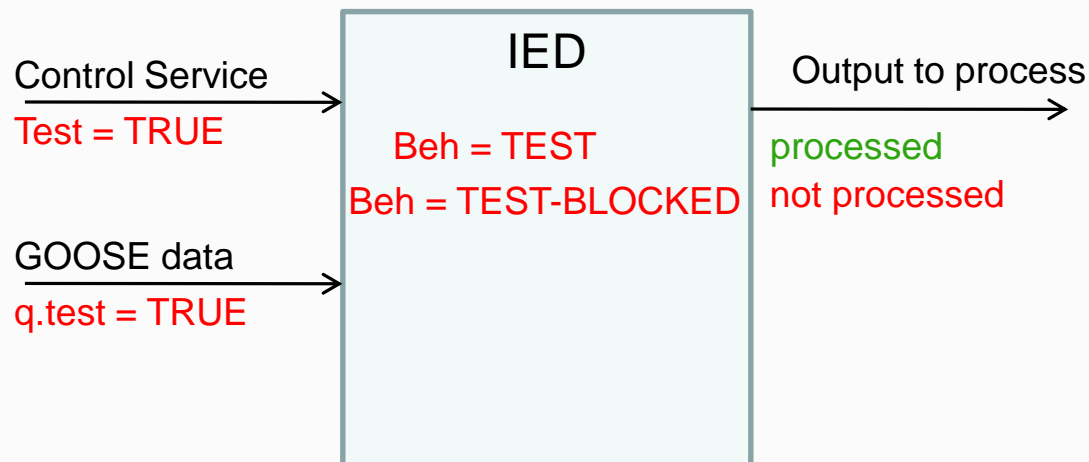 IED
Control Service
Test = TRUE
Output to process
Beh = TEST
processed
Beh = TEST-BLOCKED
not processed
GOOSE data
q.test = TRUE